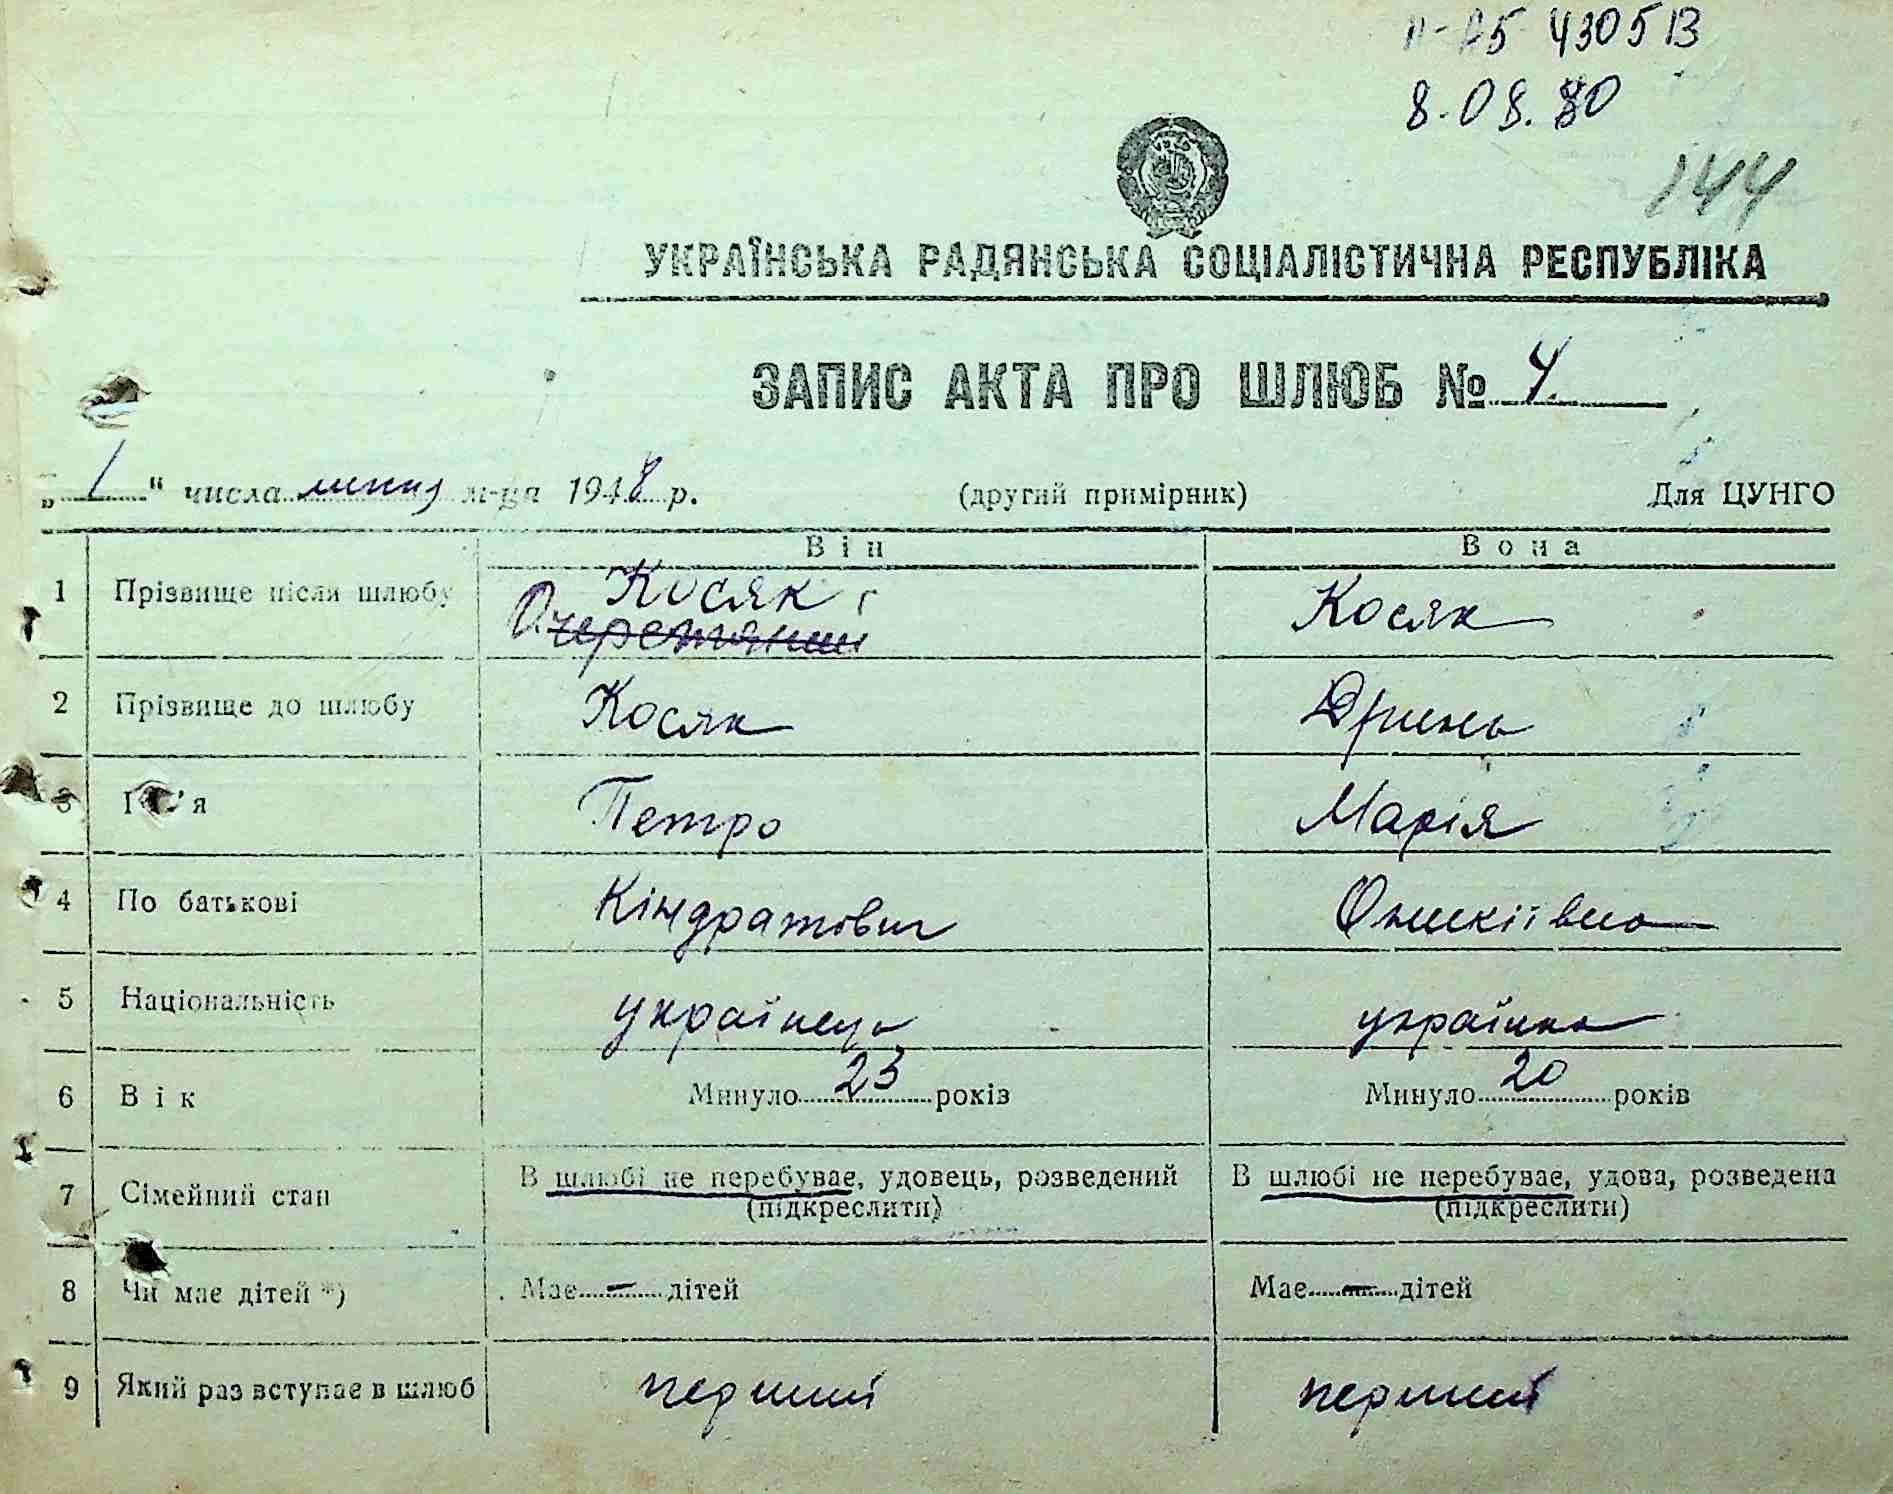 430513
8.08.80
144
УКРАЇНСЬКА РАДЯНСЬКА СОЦІАЛІСТИЧНА РЕСПУБЛІКА
ЗАПИС АКТА ПРО ШЛЮБ № 4.
„1“ числа липня м-ця 1948 р. (другий примірник) Для ЦУНГО
Він Вона
1 Прізвище після шлюбу Косяк Косяк
2 Прізвище до шлюбу Косяк Дринь
3 Ім'я Петро Марія
4 По батькові Кіндратович Онискіївна
5 Національність українець українка
6 Вік Минуло 23 років Минуло 20 років
7 Сімейний стан В шлюбі не перебуває, удовець, розведений (підкреслити) В шлюбі не перебуває, удова, розведена (підкреслити)
8 Чи має дітей *) Має — дітей Має — дітей
9 Який раз вступає в шлюб перший перший